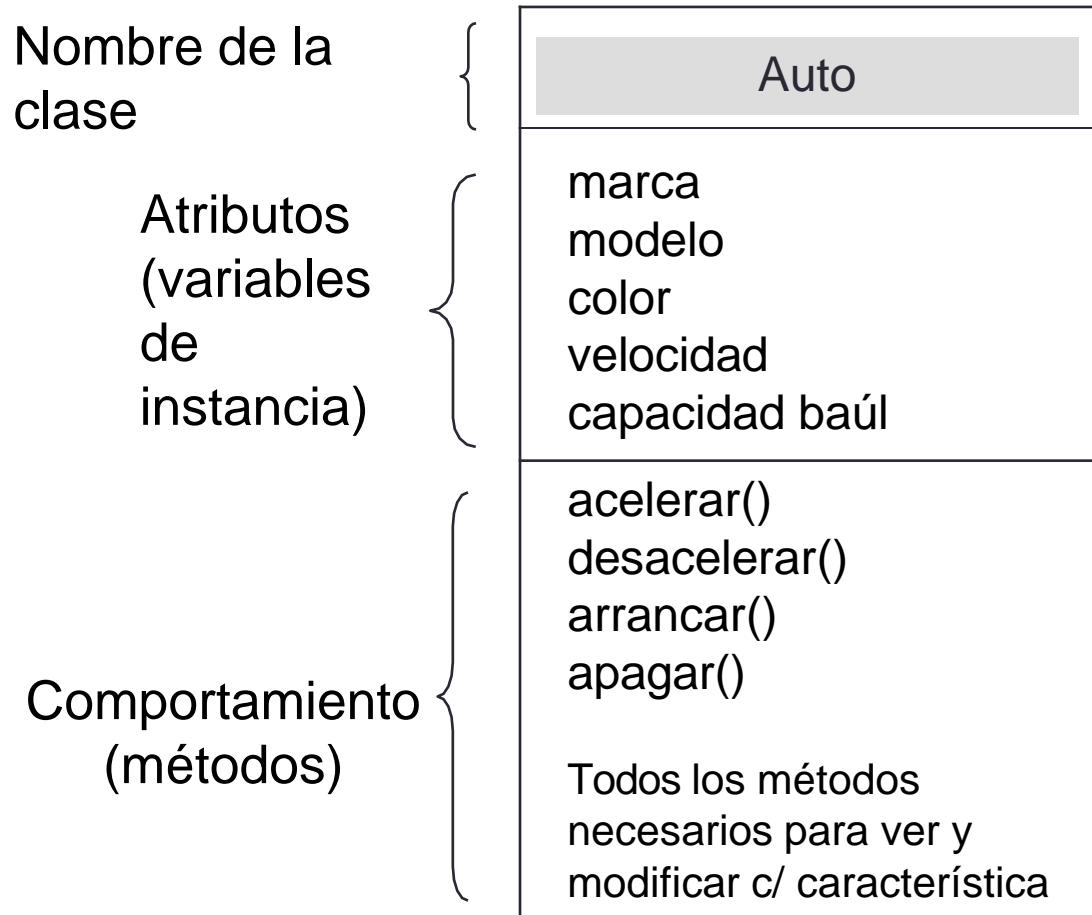 Nombre de la
clase
Auto
Atributos
(variables
de
instancia)
marca
modelo
color
velocidad
capacidad baúl
Comportamiento
(métodos)
acelerar()
desacelerar()
arrancar()
apagar()
Todos los métodos
necesarios para ver y
modificar c/ característica